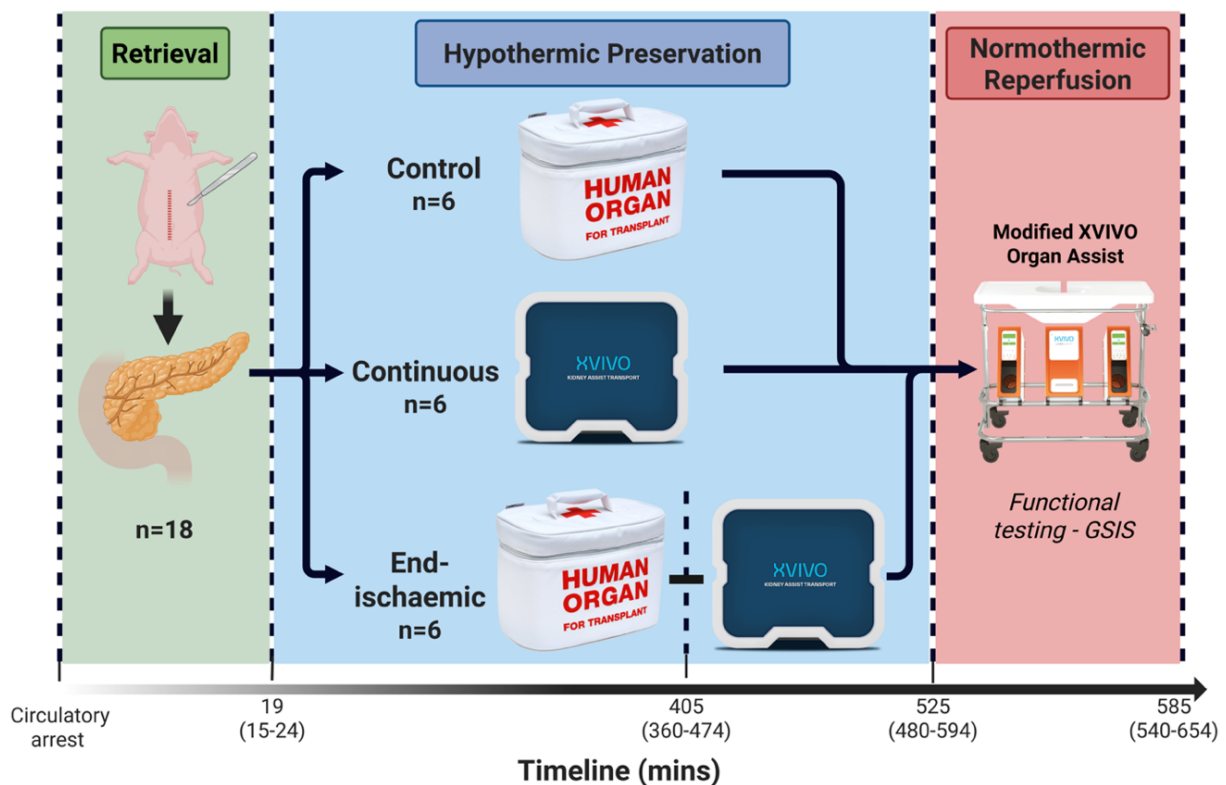 Retrieval
Hypothermic Preservation
Normothermic
Reperfusion
Control
n=6
HUMAN
ORGAN
FOR TRANSPLANT
Modified XVIVO
Organ Assist
XVIVO
Continuous
n=6
XVIVO
KIDNEY ASSIST TRANSPORT
n=18
Functional
testing - GSIS
End-
ischaemic
n=6
HUMAN
ORGAN
FOR TRANSPLANT
XVIVO
KIDNEY ASSIST TRANSPORT
Circulatory
arrest
19
(15-24)
405
(360-474)
525
(480-594)
585
(540-654)
Timeline (mins)